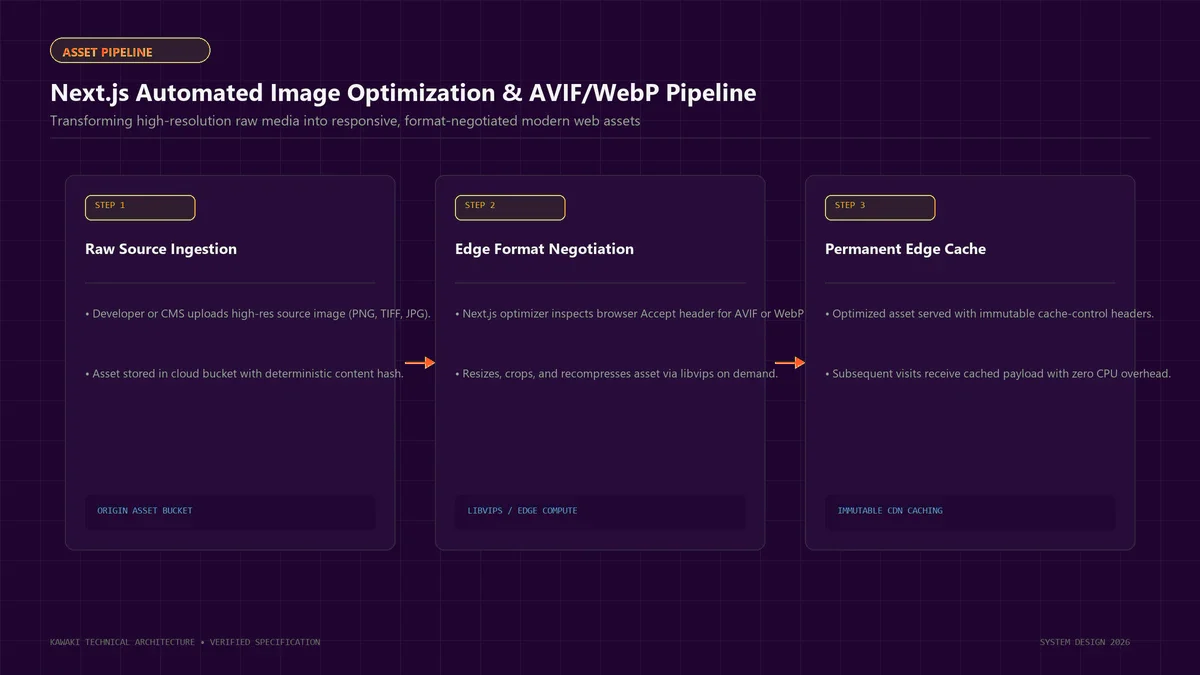 ASSET PIPELINE
Next.js Automated Image Optimization & AVIF/WebP Pipeline
Transforming high-resolution raw media into responsive, format-negotiated modern web assets
STEP 1
Raw Source Ingestion
• Developer or CMS uploads high-res source image (PNG, TIFF, JPG).
• Asset stored in cloud bucket with deterministic content hash.
ORIGIN ASSET BUCKET
STEP 2
Edge Format Negotiation
• Next.js optimizer inspects browser Accept header for AVIF or WebP
• Resizes, crops, and recompresses asset via libvips on demand.
LIBVIPS / EDGE COMPUTE
STEP 3
Permanent Edge Cache
• Optimized asset served with immutable cache-control headers.
• Subsequent visits receive cached payload with zero CPU overhead.
IMMUTABLE CDN CACHING
KAWAKI TECHNICAL ARCHITECTURE • VERIFIED SPECIFICATION
SYSTEM DESIGN 2026